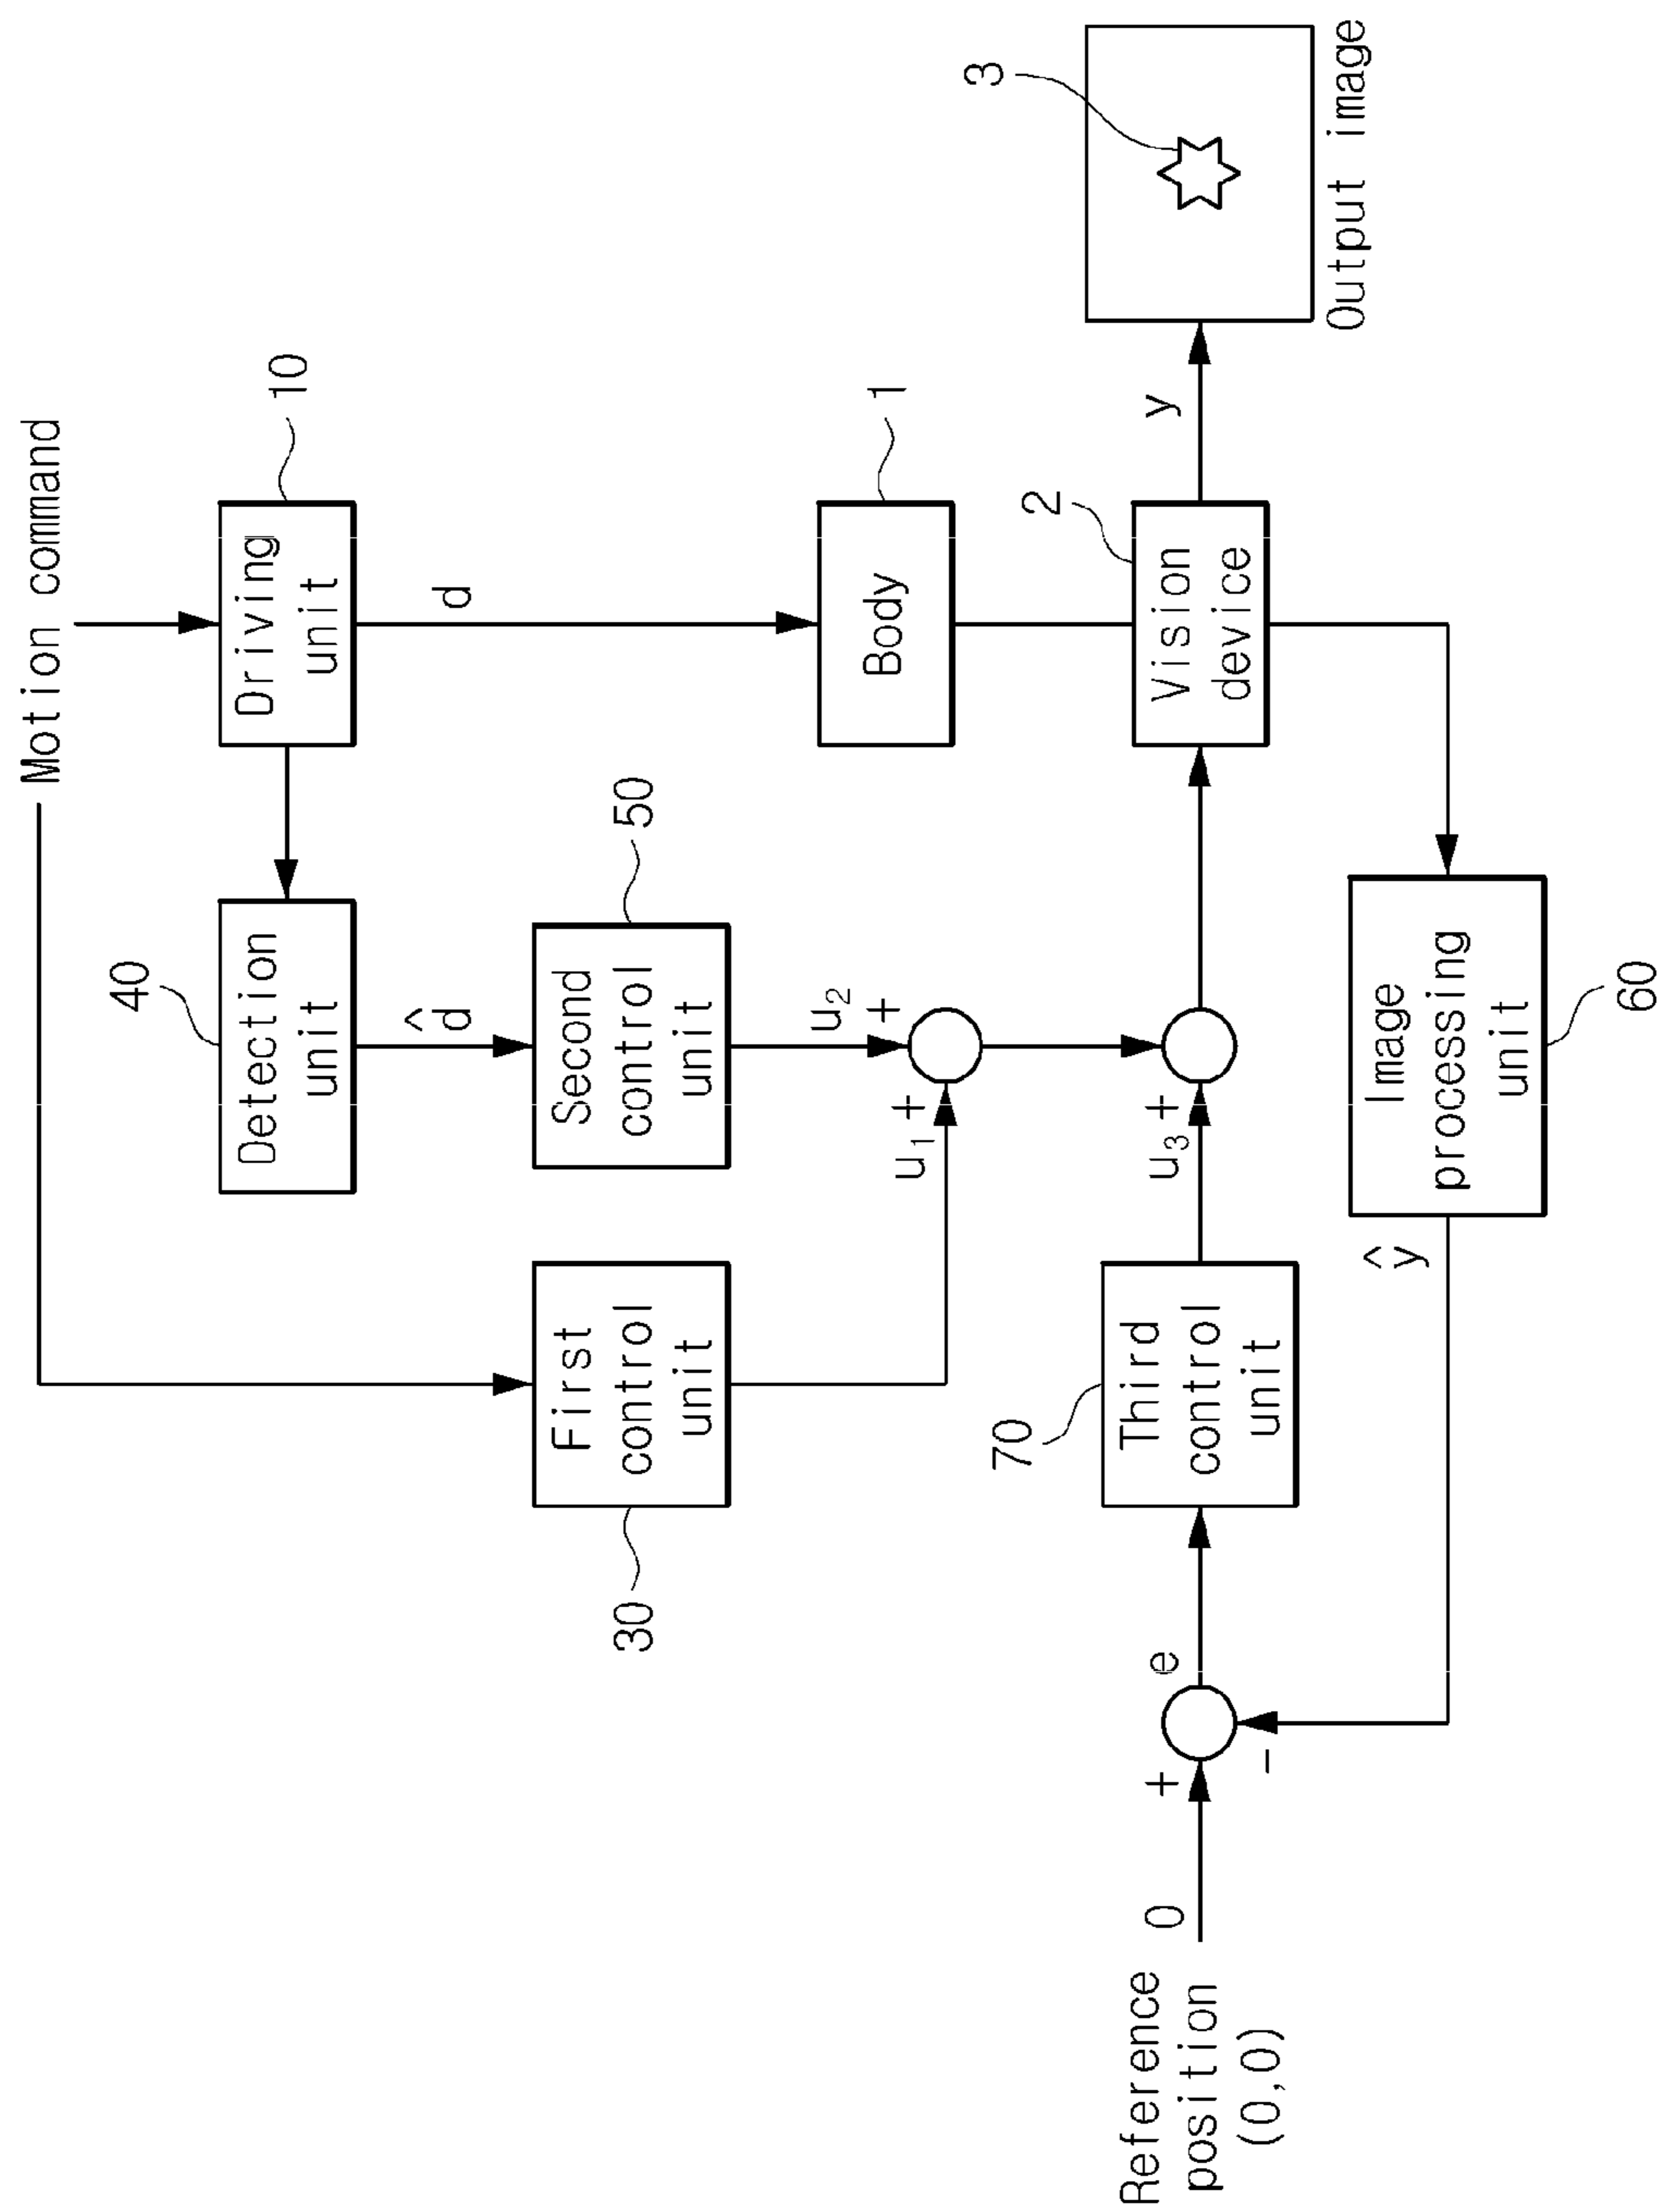 Motion command
Driving
unit
10
Detection
unit
40
d̂
d
First
control
unit
30
Second
control
unit
50
Body
1
u₂
+
u₁
+
Reference
position
(0,0)
0
+
-
e
Third
control
unit
70
u₃
+
Vision
device
2
y
3
Output image
Image
processing
unit
60
ŷ